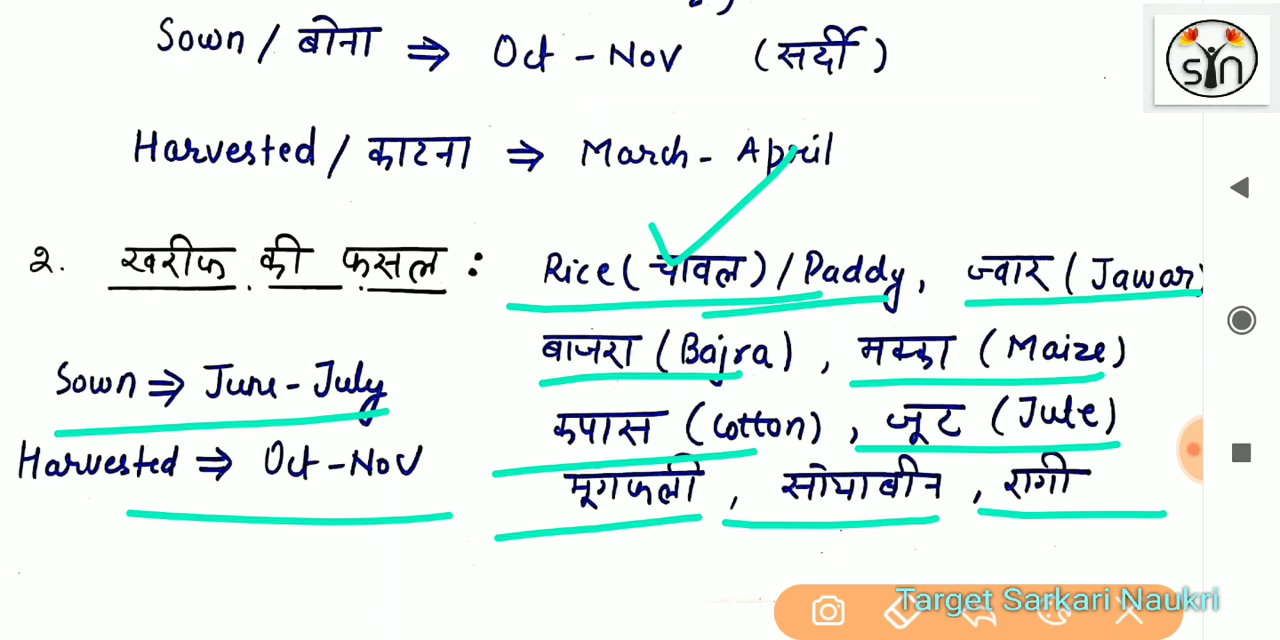 Sown / बोना ⇒ Oct - Nov (सर्दी)
Harvested / काटना ⇒ March - April
2. खरीफ की फसल : Rice (चावल) / Paddy, ज्वार (Jawar)
बाजरा (Bajra), मक्का (Maize)
Sown ⇒ June - July
कपास (Cotton), जूट (Jute)
Harvested ⇒ Oct - Nov
मूगफली, सोयाबीन, रागी
SYN
Target Sarkari Naukri